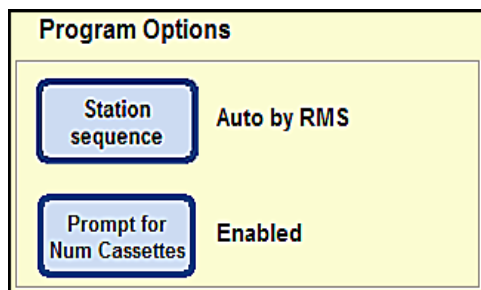 Program Options
Station
sequence
Auto by RMS
Prompt for
Num Cassettes
Enabled